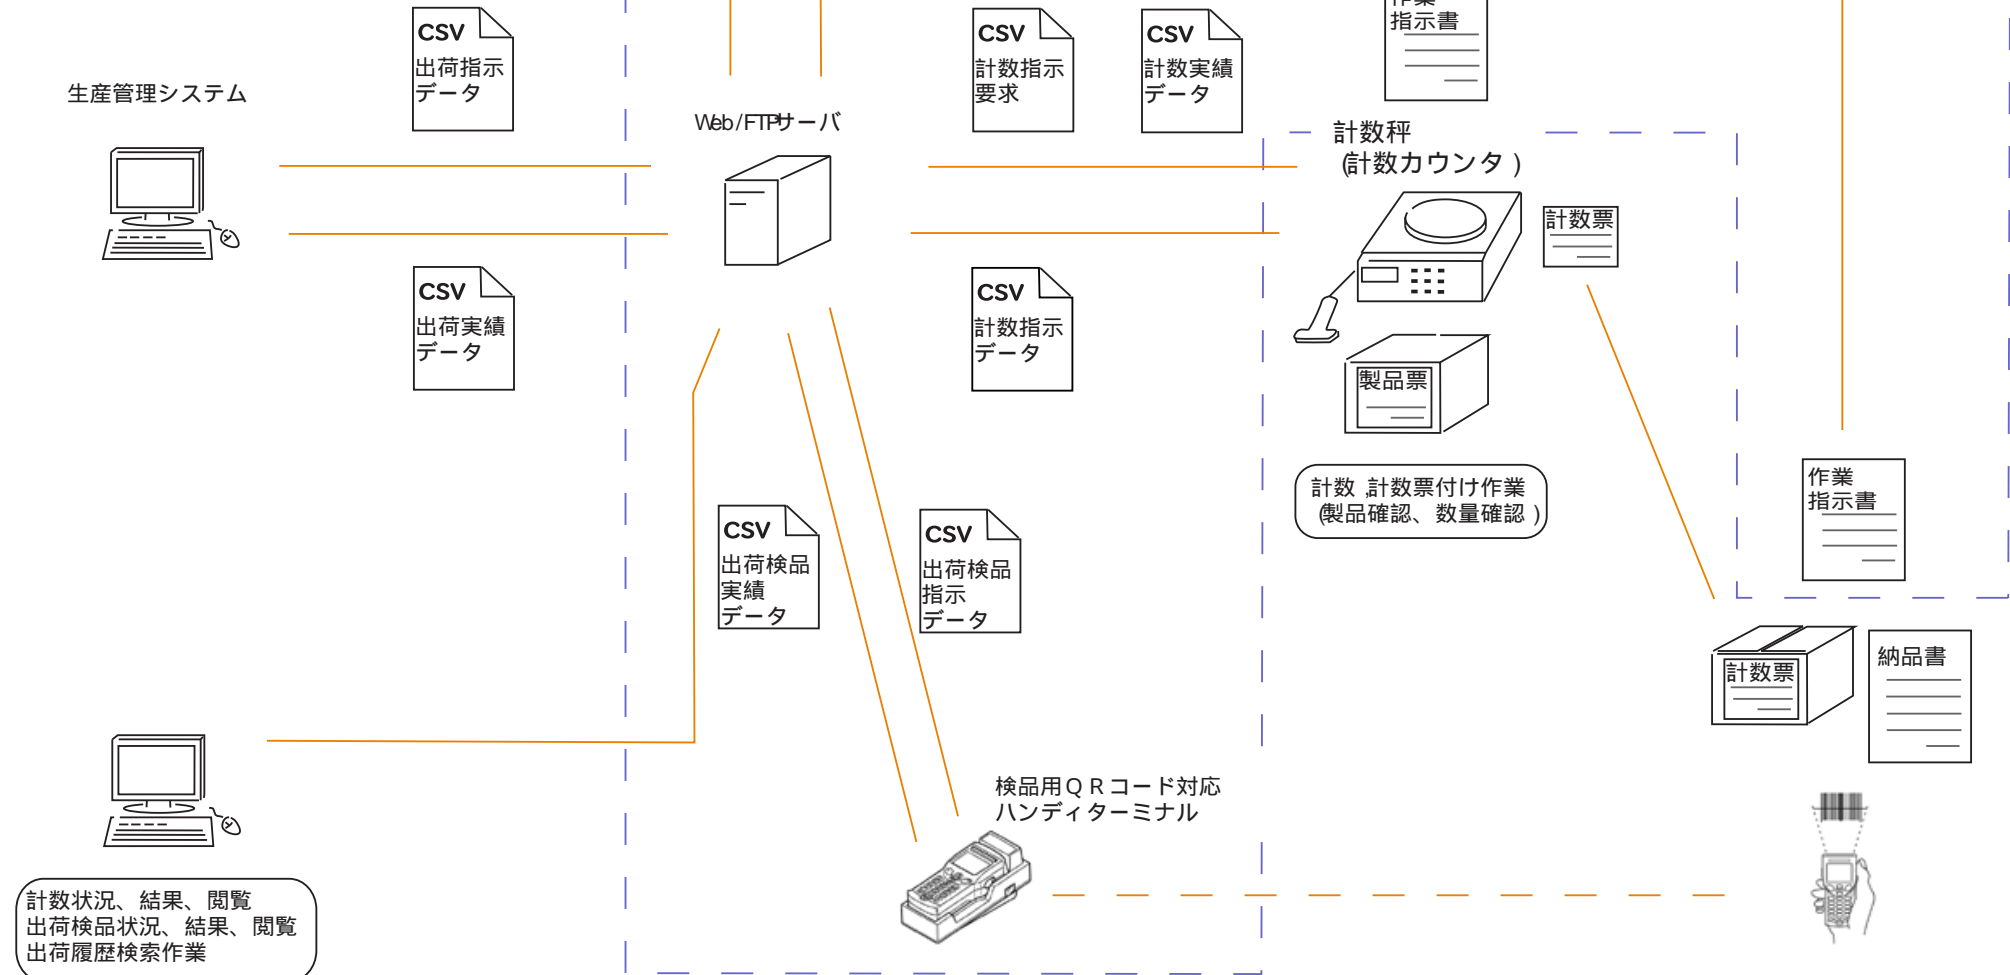 CSV
出荷指示
データ
CSV
計数指示
要求
CSV
計数実績
データ
作業
指示書
生産管理システム
Web/FTPサーバ
計数秤
(計数カウンタ)
計数票
CSV
出荷実績
データ
CSV
計数指示
データ
製品票
計数,計数票付け作業
(製品確認、数量確認)
作業
指示書
CSV
出荷検品
実績
データ
CSV
出荷検品
指示
データ
計数票
納品書
検品用QRコード対応
ハンディターミナル
計数状況、結果、閲覧
出荷検品状況、結果、閲覧
出荷履歴検索作業